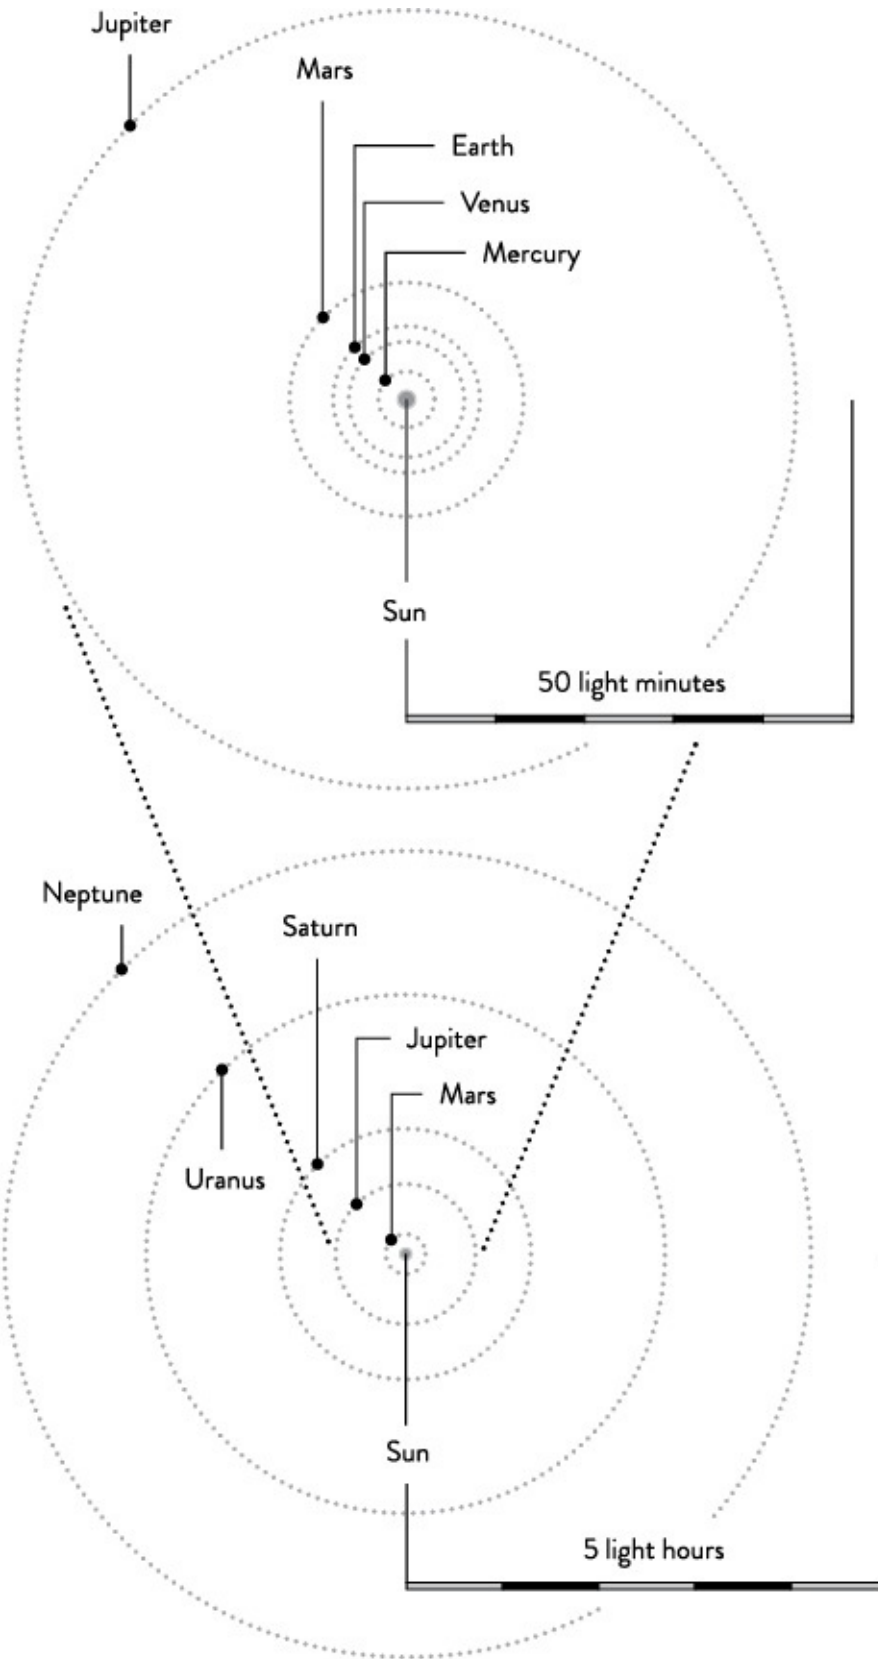 Jupiter
Mars
Earth
Venus
Mercury
Sun
50 light minutes
Neptune
Saturn
Jupiter
Mars
Uranus
Sun
5 light hours